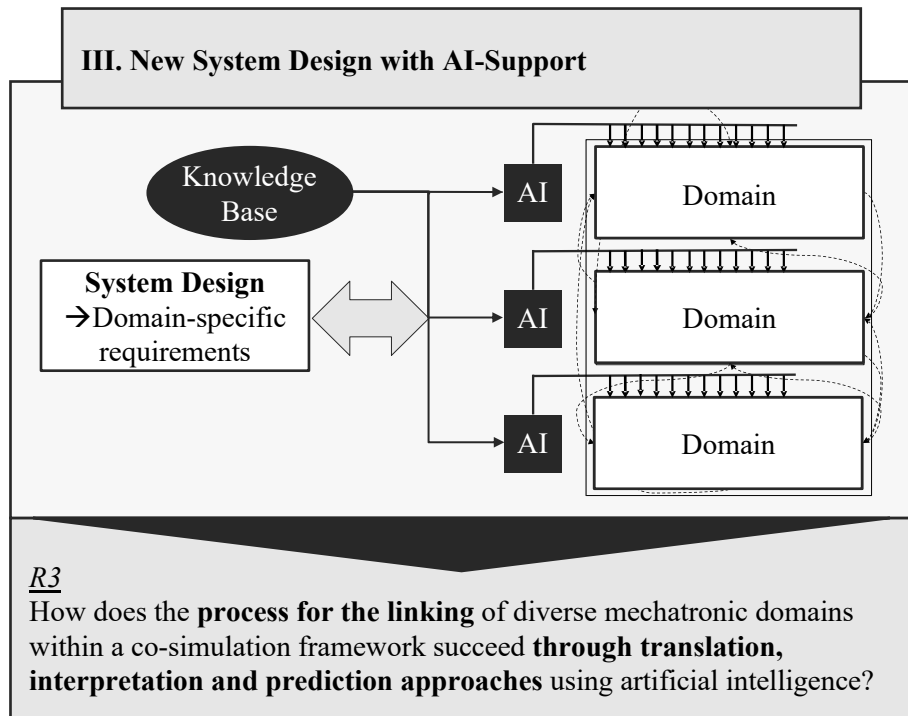 III. New System Design with AI-Support
Knowledge
Base
AI
Domain
System Design
→Domain-specific
requirements
AI
Domain
AI
Domain
R3
How does the process for the linking of diverse mechatronic domains
within a co-simulation framework succeed through translation,
interpretation and prediction approaches using artificial intelligence?